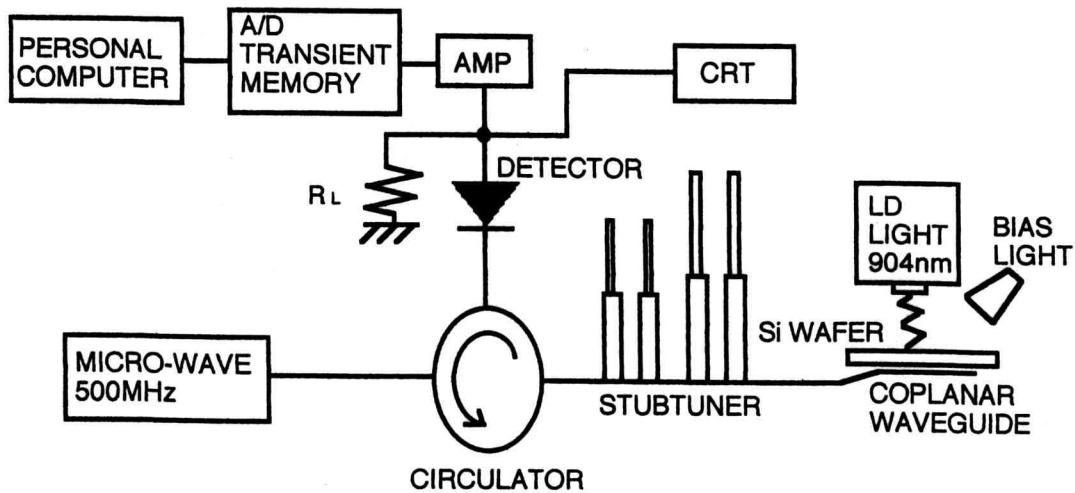 PERSONAL
COMPUTER
A/D
TRANSIENT
MEMORY
AMP
CRT
DETECTOR
RL
LD
LIGHT
904nm
BIAS
LIGHT
Si WAFER
MICRO-WAVE
500MHz
STUBTUNER
COPLANAR
WAVEGUIDE
CIRCULATOR